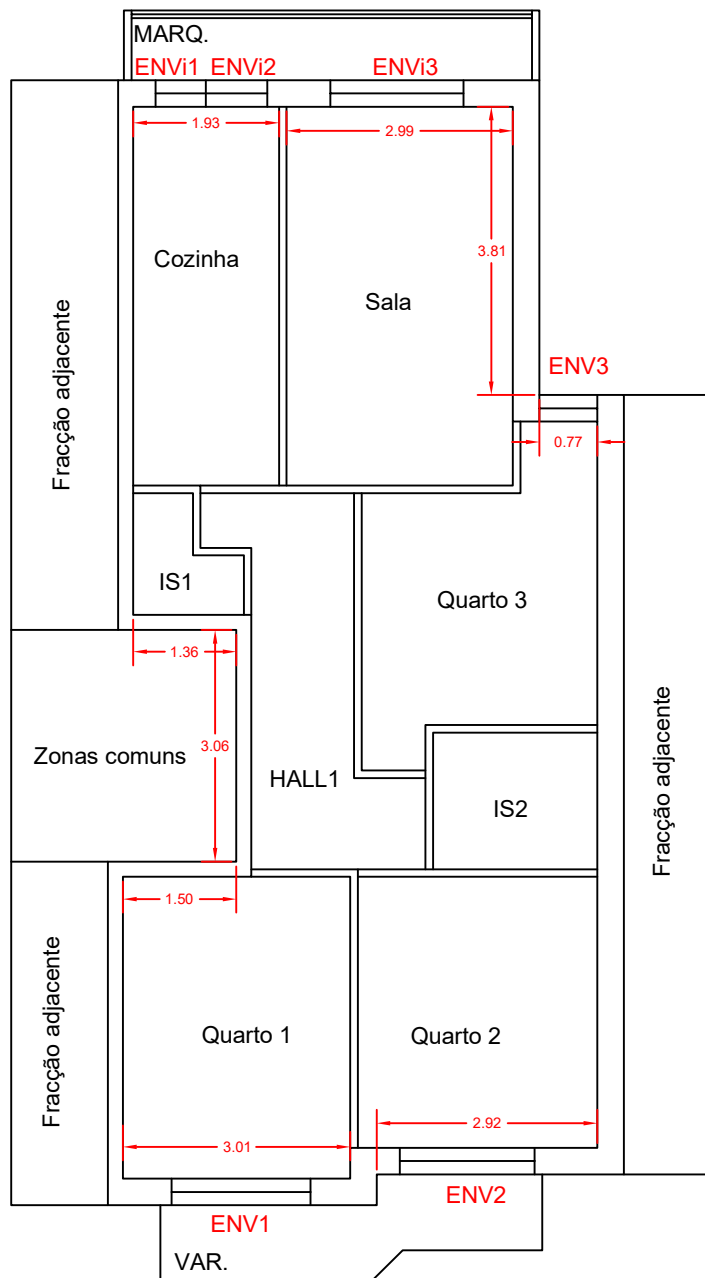 MARQ.
ENVi1 ENVi2 ENVi3
1.93 2.99
Cozinha
3.81
Sala
Fracção adjacente
ENV3
0.77
IS1
Quarto 3
1.36
3.06
Zonas comuns
HALL1
IS2
Fracção adjacente
1.50
Fracção adjacente
Quarto 1
Quarto 2
3.01
2.92
ENV1
ENV2
VAR.